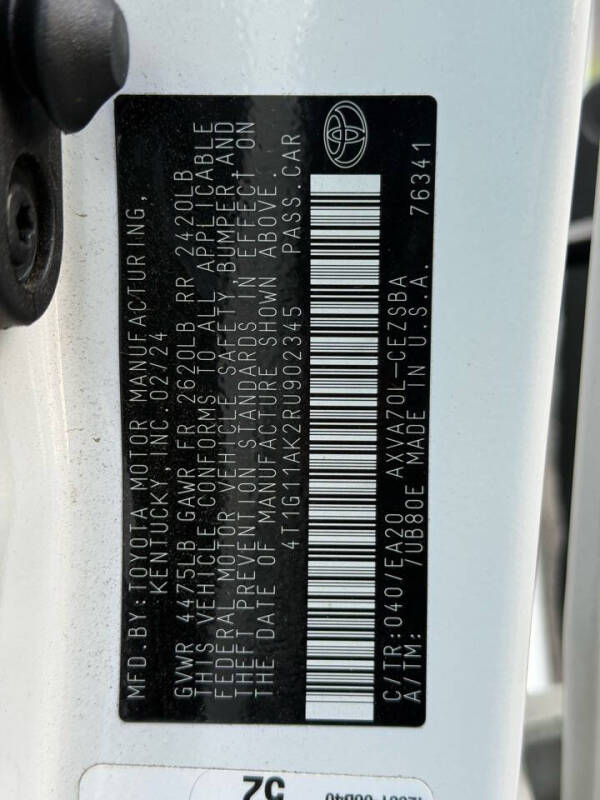 MFD.BY:TOYOTA MOTOR MANUFACTURING,
KENTUCKY, INC. 02/24
GVWR 4475LB GAWR FR 2620LB RR 2420LB
THIS VEHICLE CONFORMS TO ALL APPLICABLE
FEDERAL MOTOR VEHICLE SAFETY, BUMPER, AND
THEFT PREVENTION STANDARDS IN EFFECT ON
THE DATE OF MANUFACTURE SHOWN ABOVE.
4T1G11AK2RU902345 PASS.CAR
C/TR:040/EA20 AXVA70L-CEZSBA
A/TM: 7UB80E MADE IN U.S.A. 76341
52